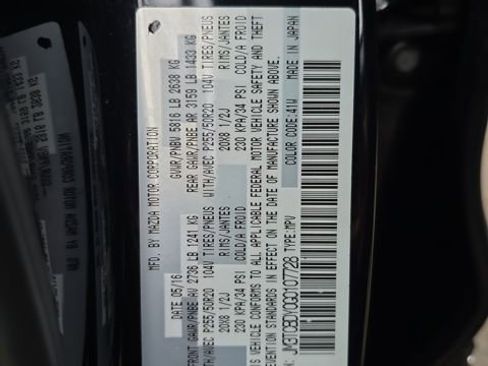 MFD. BY MAZDA MOTOR CORPORATION
DATE: 05/16 GVWR/PNBV 5816 LB 2638 KG
FRONT GAWR/PNBE AV 2736 LB 1241 KG REAR GAWR/PNBE AR 3159 LB 1433 KG
WITH/AVEC P255/50R20 104V TIRES/PNEUS WITH/AVEC P255/50R20 104V TIRES/PNEUS
20X8 1/2J RIMS/JANTES 20X8 1/2J RIMS/JANTES
230 KPA/34 PSI COLD/A FROID 230 KPA/34 PSI COLD/A FROID
VEHICLE CONFORMS TO ALL APPLICABLE FEDERAL MOTOR VEHICLE SAFETY AND THEFT
PREVENTION STANDARDS IN EFFECT ON THE DATE OF MANUFACTURE SHOWN ABOVE.
TYPE: MPV COLOR CODE: 41W MADE IN JAPAN